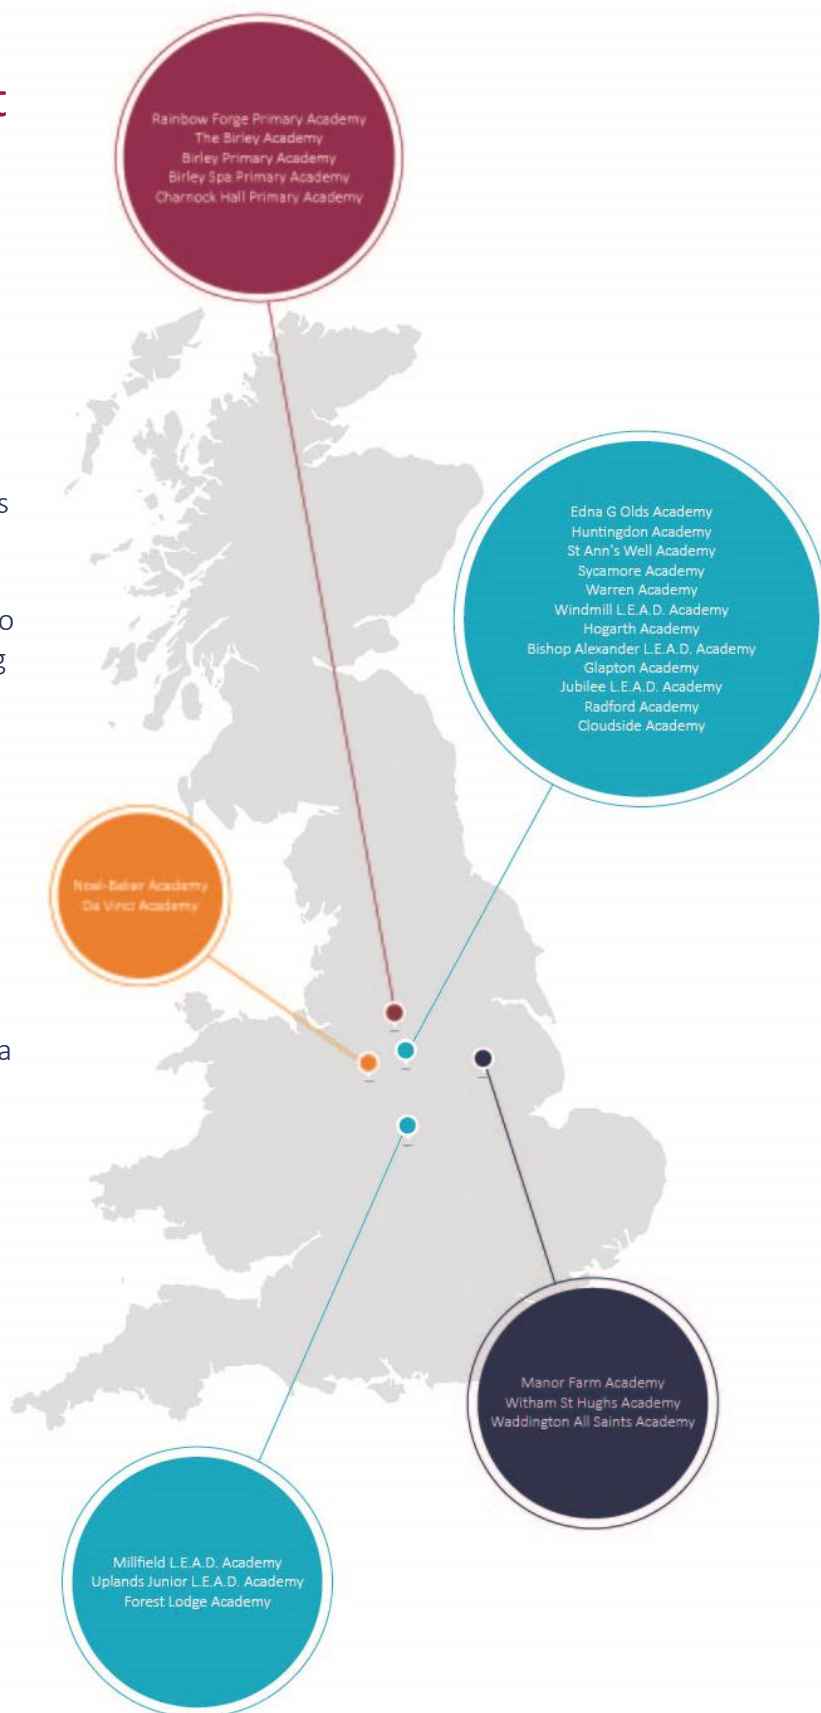 t
Rainbow Forge Primary Academy
The Birley Academy
Birley Primary Academy
Birley Spa Primary Academy
Charnock Hall Primary Academy
s
o
g
Edna G Olds Academy
Huntingdon Academy
St Ann's Well Academy
Sycamore Academy
Warren Academy
Windmill L.E.A.D. Academy
Hogarth Academy
Bishop Alexander L.E.A.D. Academy
Glapton Academy
Jubilee L.E.A.D. Academy
Radford Academy
Cloudside Academy
Noel-Baker Academy
Da Vinci Academy
a
Manor Farm Academy
Witham St Hughs Academy
Waddington All Saints Academy
Millfield L.E.A.D. Academy
Uplands Junior L.E.A.D. Academy
Forest Lodge Academy